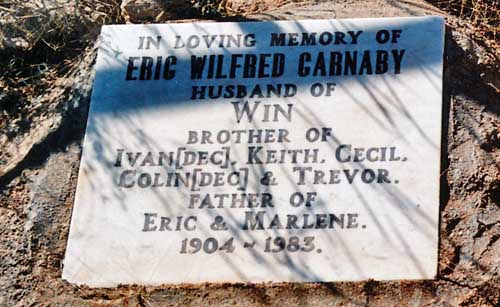 IN LOVING MEMORY OF
ERIC WILFRED CARNABY
HUSBAND OF
WIN
BROTHER OF
IVAN[DEC]. KEITH. CECIL.
COLIN[DEC] & TREVOR.
FATHER OF
ERIC & MARLENE.
1904 ~ 1983.